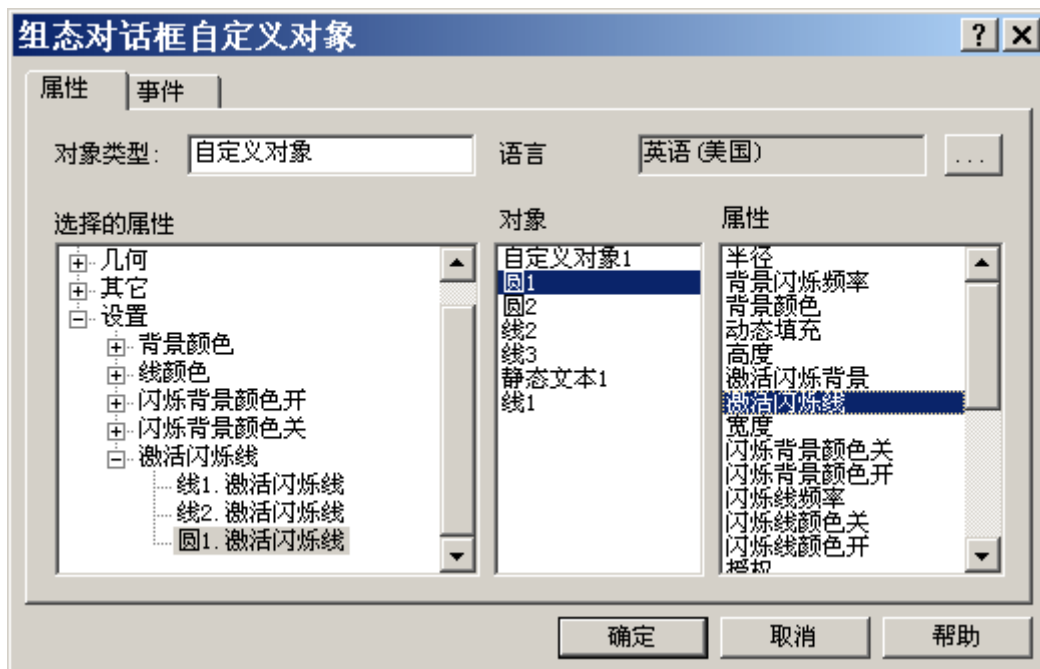 组态对话框自定义对象
属性 事件
对象类型: 自定义对象 语言 英语(美国) ...
选择的属性
几何
其它
设置
背景颜色
线颜色
闪烁背景颜色开
闪烁背景颜色关
激活闪烁线
线1.激活闪烁线
线2.激活闪烁线
圆1.激活闪烁线
对象
自定义对象1
圆1
圆2
线2
线3
静态文本1
线1
属性
半径
背景闪烁频率
背景颜色
动态填充
高度
激活闪烁背景
激活闪烁线
宽度
闪烁背景颜色关
闪烁背景颜色开
闪烁线频率
闪烁线颜色关
闪烁线颜色开
授权
确定 取消 帮助